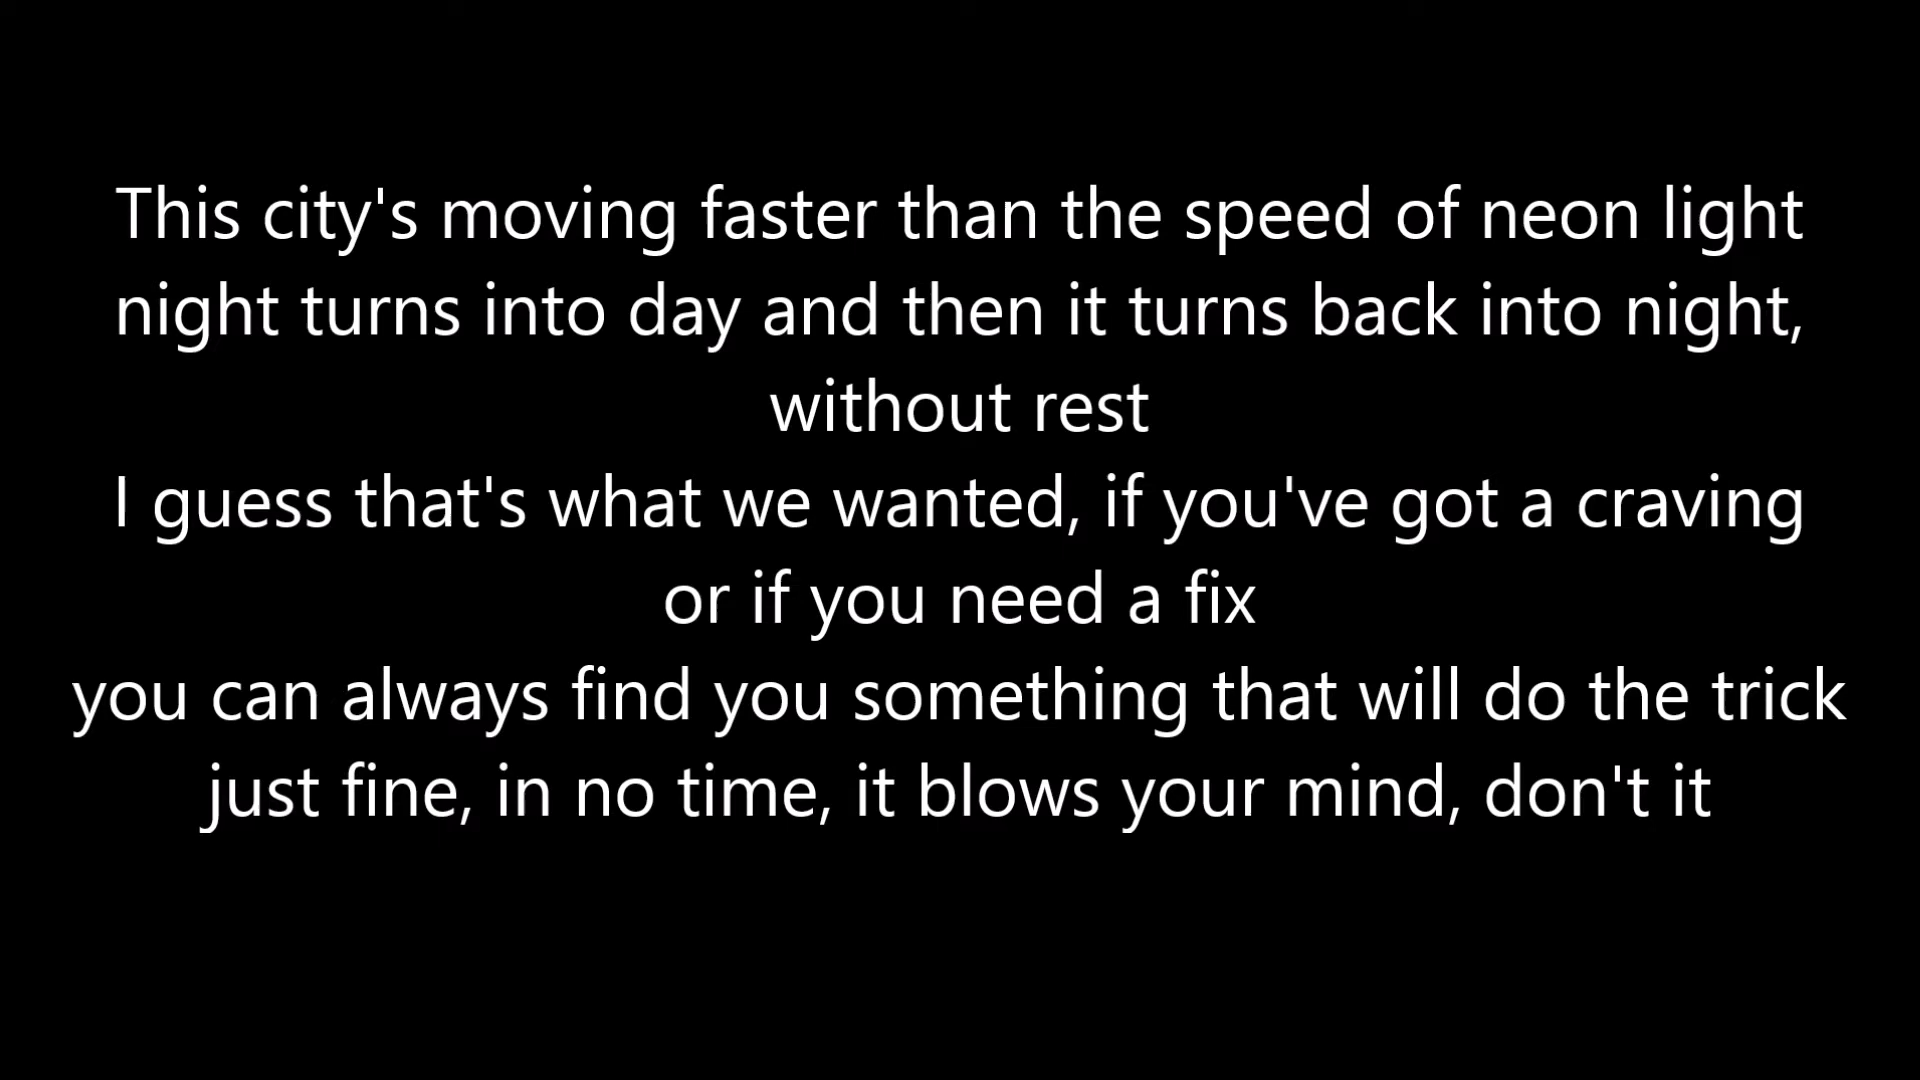 This city's moving faster than the speed of neon light
night turns into day and then it turns back into night,
without rest
I guess that's what we wanted, if you've got a craving
or if you need a fix
you can always find you something that will do the trick
just fine, in no time, it blows your mind, don't it